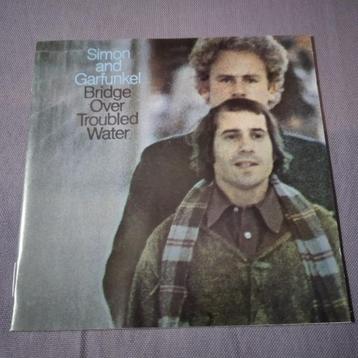 Simon
and
Garfunkel
Bridge
Over
Troubled
Water